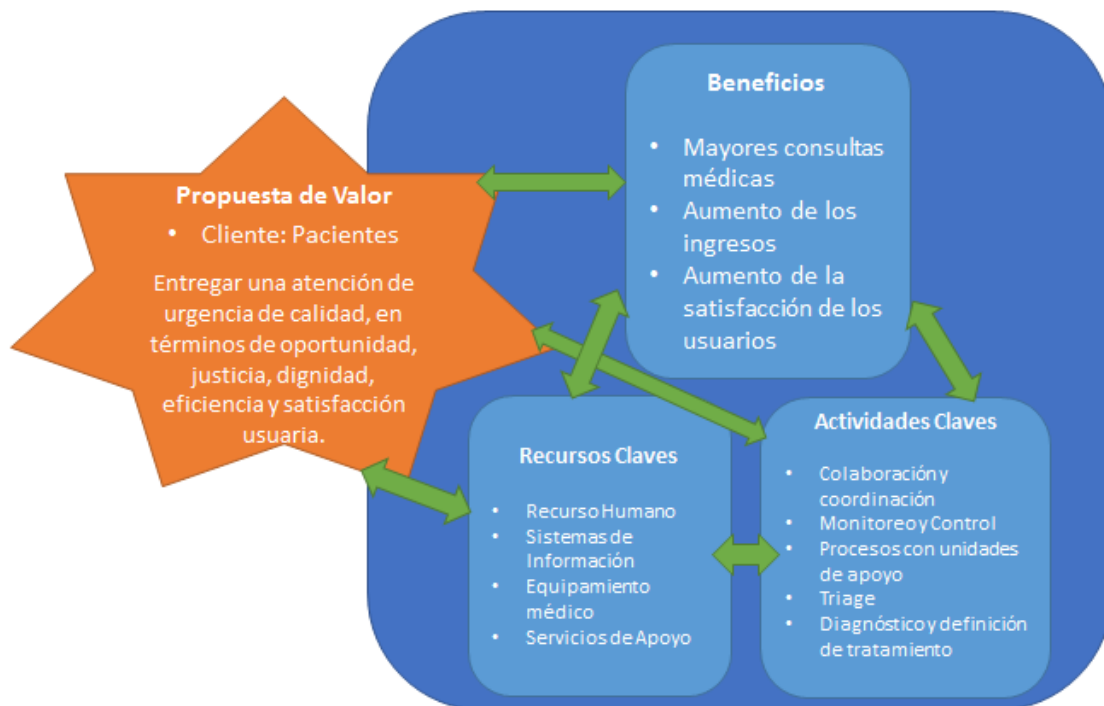 Propuesta de Valor
• Cliente: Pacientes
Entregar una atención de
urgencia de calidad, en
términos de oportunidad,
justicia, dignidad,
eficiencia y satisfacción
usuaria.
Beneficios
• Mayores consultas
médicas
• Aumento de los
ingresos
• Aumento de la
satisfacción de los
usuarios
Recursos Claves
• Recurso Humano
• Sistemas de
Información
• Equipamiento
médico
• Servicios de Apoyo
Actividades Claves
• Colaboración y
coordinación
• Monitoreo y Control
• Procesos con unidades
de apoyo
• Triage
• Diagnóstico y definición
de tratamiento